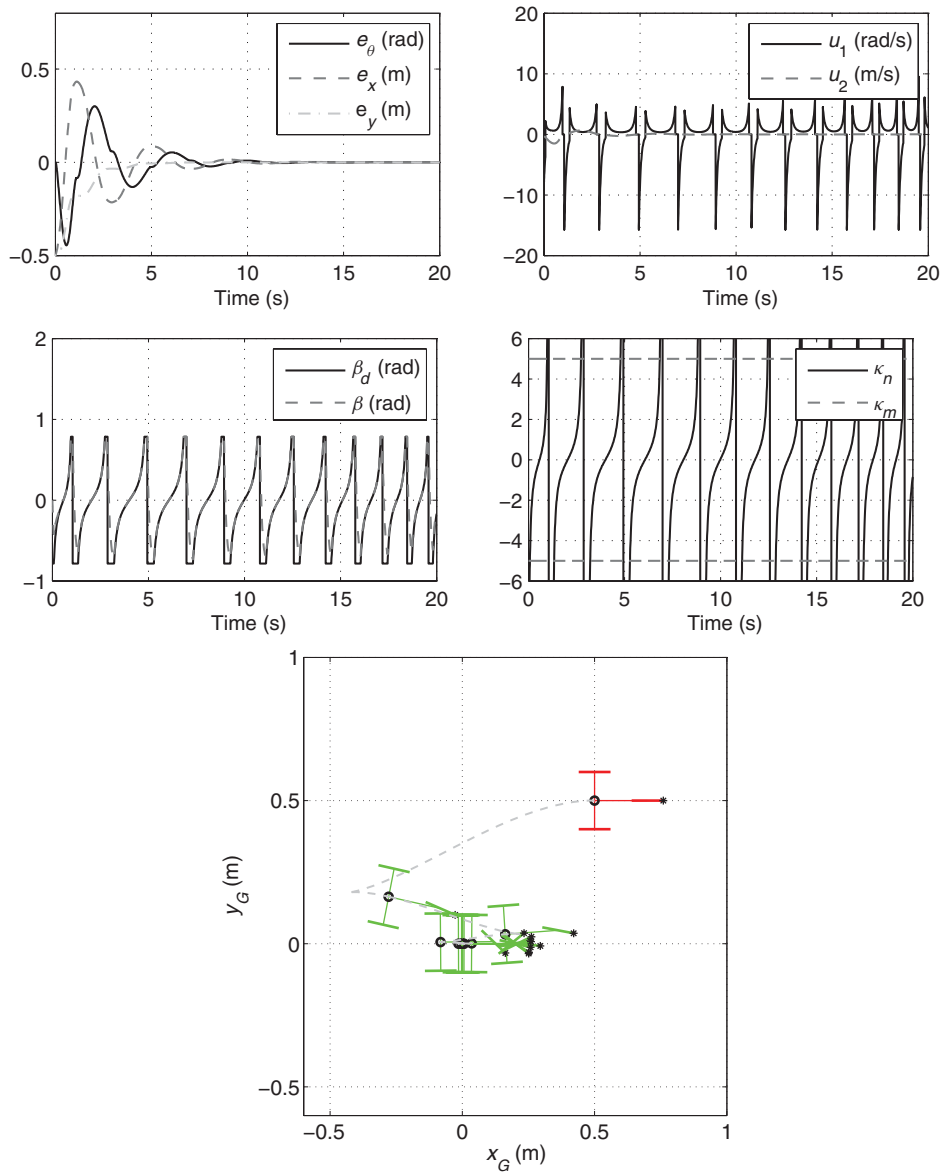 0.5
0
−0.5
0 5 10 15 20
Time (s)
e_θ (rad)
e_x (m)
e_y (m)
20
10
0
−10
−20
0 5 10 15 20
Time (s)
u_1 (rad/s)
u_2 (m/s)
2
1
0
−1
0 5 10 15 20
Time (s)
β_d (rad)
β (rad)
6
4
2
0
−2
−4
−6
0 5 10 15 20
Time (s)
κ_n
κ_m
1
0.5
0
−0.5
y_G (m)
−0.5 0 0.5 1
x_G (m)